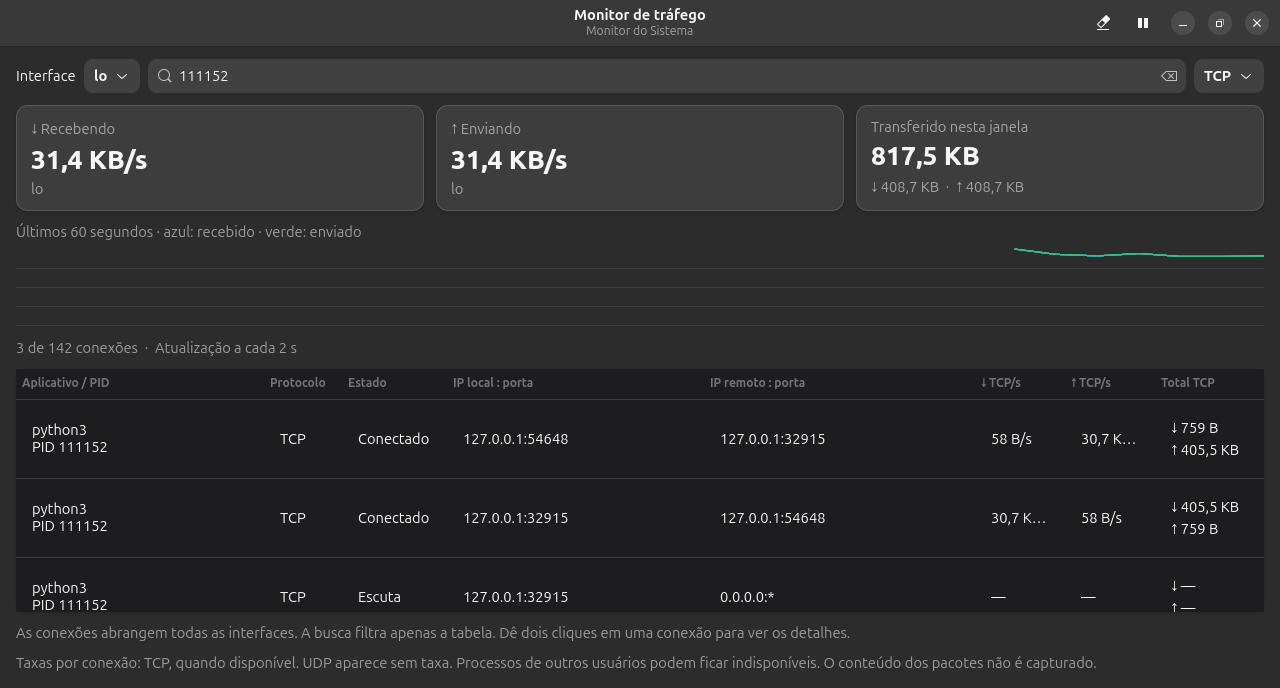 Monitor de tráfego
Monitor do Sistema
Interface lo 111152 TCP
↓ Recebendo
31,4 KB/s
lo
↑ Enviando
31,4 KB/s
lo
Transferido nesta janela
817,5 KB
↓ 408,7 KB · ↑ 408,7 KB
Últimos 60 segundos · azul: recebido · verde: enviado
3 de 142 conexões · Atualização a cada 2 s
Aplicativo / PID Protocolo Estado IP local : porta IP remoto : porta ↓ TCP/s ↑ TCP/s Total TCP
python3
PID 111152
TCP Conectado 127.0.0.1:54648 127.0.0.1:32915 58 B/s 30,7 K…
↓ 759 B
↑ 405,5 KB
python3
PID 111152
TCP Conectado 127.0.0.1:32915 127.0.0.1:54648 30,7 K… 58 B/s
↓ 405,5 KB
↑ 759 B
python3
PID 111152
TCP Escuta 127.0.0.1:32915 0.0.0.0:* — —
↓ —
↑ —
As conexões abrangem todas as interfaces. A busca filtra apenas a tabela. Dê dois cliques em uma conexão para ver os detalhes.
Taxas por conexão: TCP, quando disponível. UDP aparece sem taxa. Processos de outros usuários podem ficar indisponíveis. O conteúdo dos pacotes não é capturado.